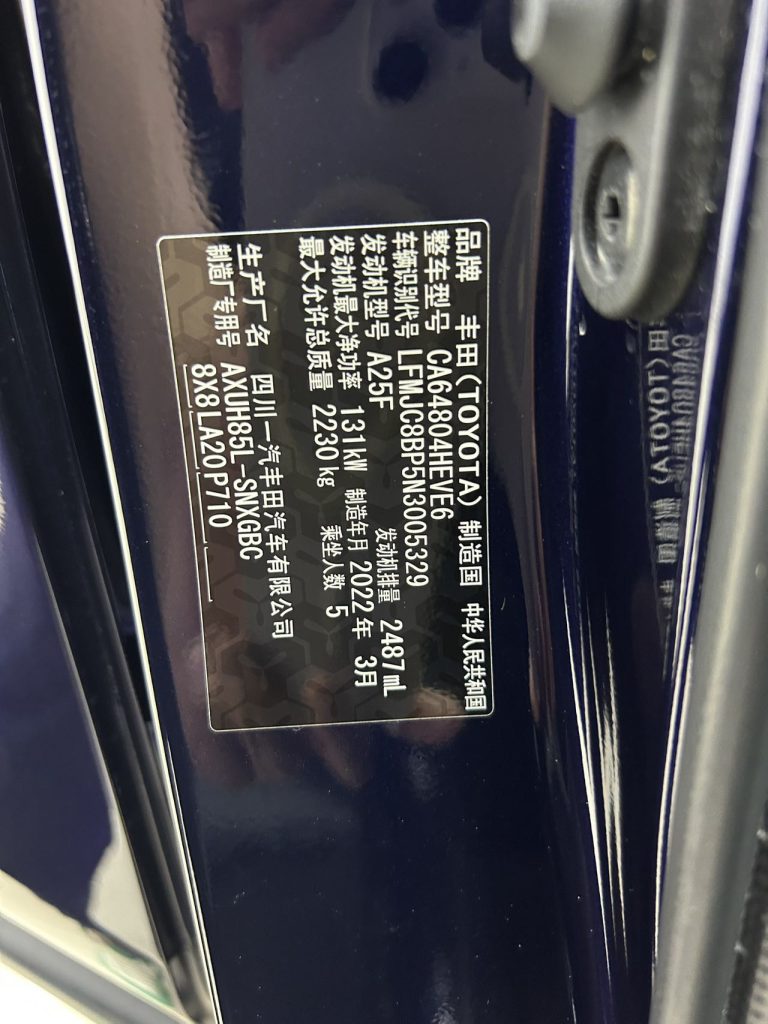 品牌 丰田(TOYOTA) 制造国 中华人民共和国
整车型号 CA64804HEVE6
车辆识别代号 LFMJC8BP5N3005329
发动机型号 A25F 发动机排量 2487mL
发动机最大净功率 131kW 制造年月 2022年 3月
最大允许总质量 2230kg 乘坐人数 5
生产厂名 四川一汽丰田汽车有限公司
制造厂专用号 AXUH85L-SNXGBC
8X8LA20P710